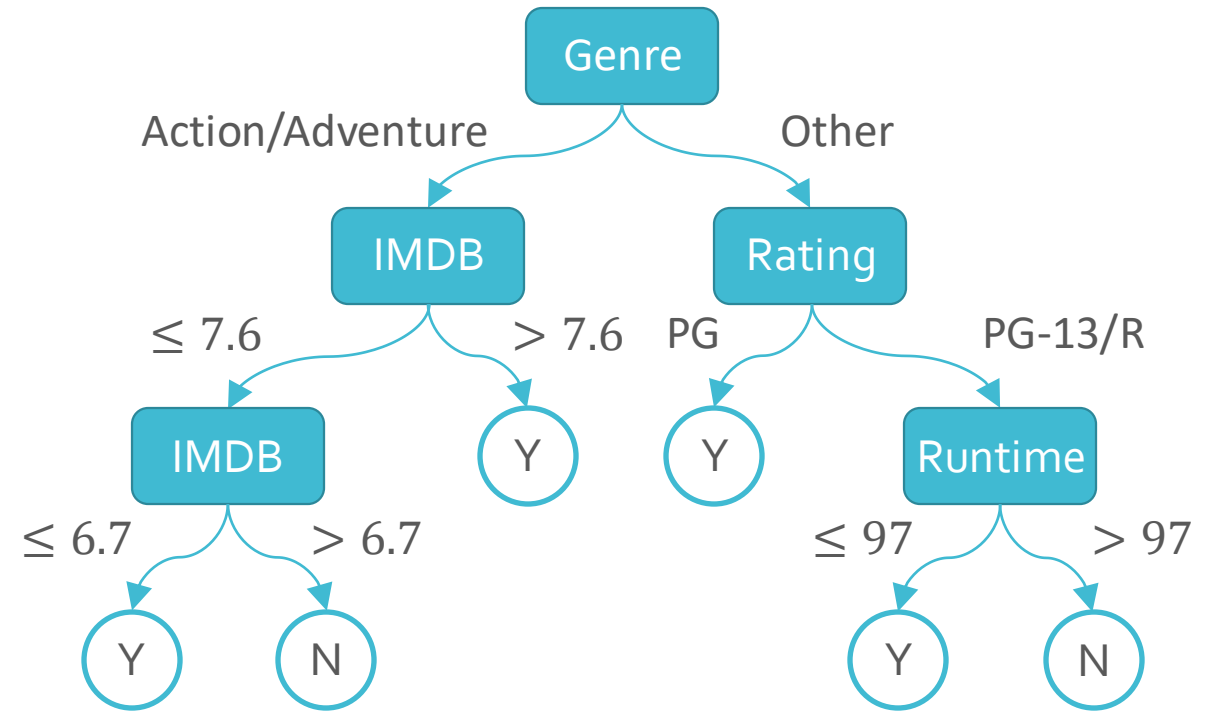 Genre
Action/Adventure
Other
IMDB
Rating
≤ 7.6
> 7.6
PG
PG-13/R
IMDB
Y
Y
Runtime
≤ 6.7
> 6.7
≤ 97
> 97
Y
N
Y
N